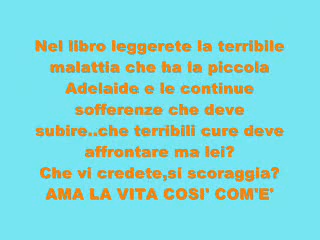 Nel libro leggerete la terribile
malattia che ha la piccola
Adelaide e le continue
sofferenze che deve
subire..che terribili cure deve
affrontare ma lei?
Che vi credete,si scoraggia?
AMA LA VITA COSI' COM'E'